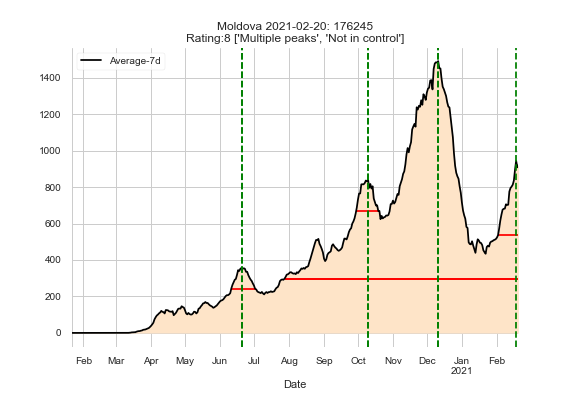 Moldova 2021-02-20: 176245
Rating:8 ['Multiple peaks', 'Not in control']
Average-7d
1400
1200
1000
800
600
400
200
0
Feb Mar Apr May Jun Jul Aug Sep Oct Nov Dec Jan Feb
2021
Date